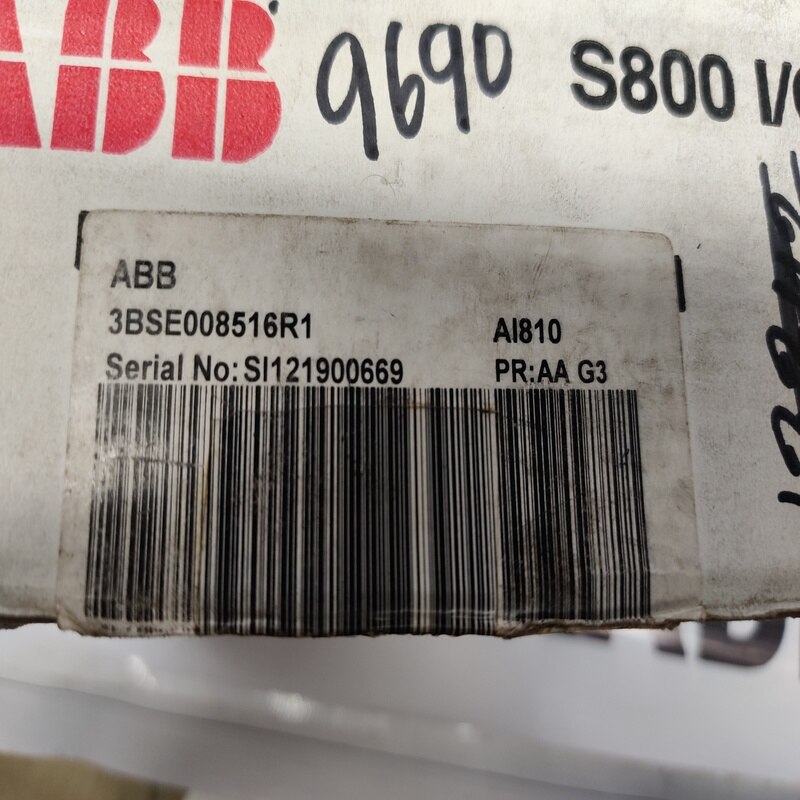 ABB
9690
S800 I/
ABB
3BSE008516R1 AI810
Serial No: SI121900669 PR:AA G3